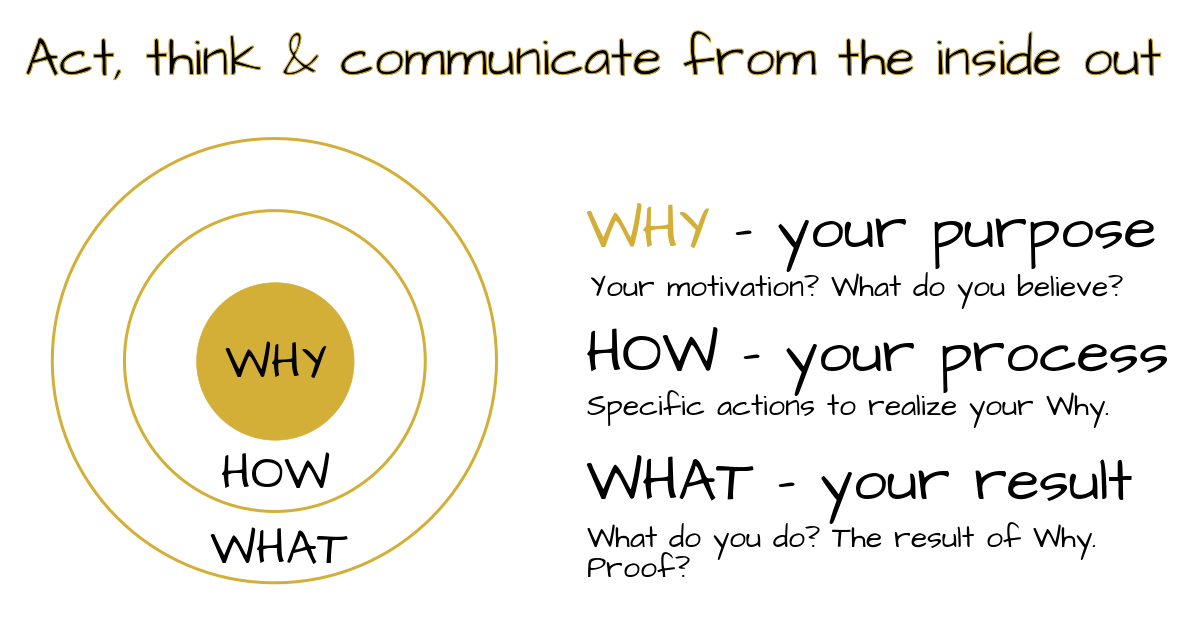 Act, think & communicate from the inside out
WHY
HOW
WHAT
WHY - your purpose
Your motivation? What do you believe?
HOW - your process
Specific actions to realize your Why.
WHAT - your result
What do you do? The result of Why.
Proof?